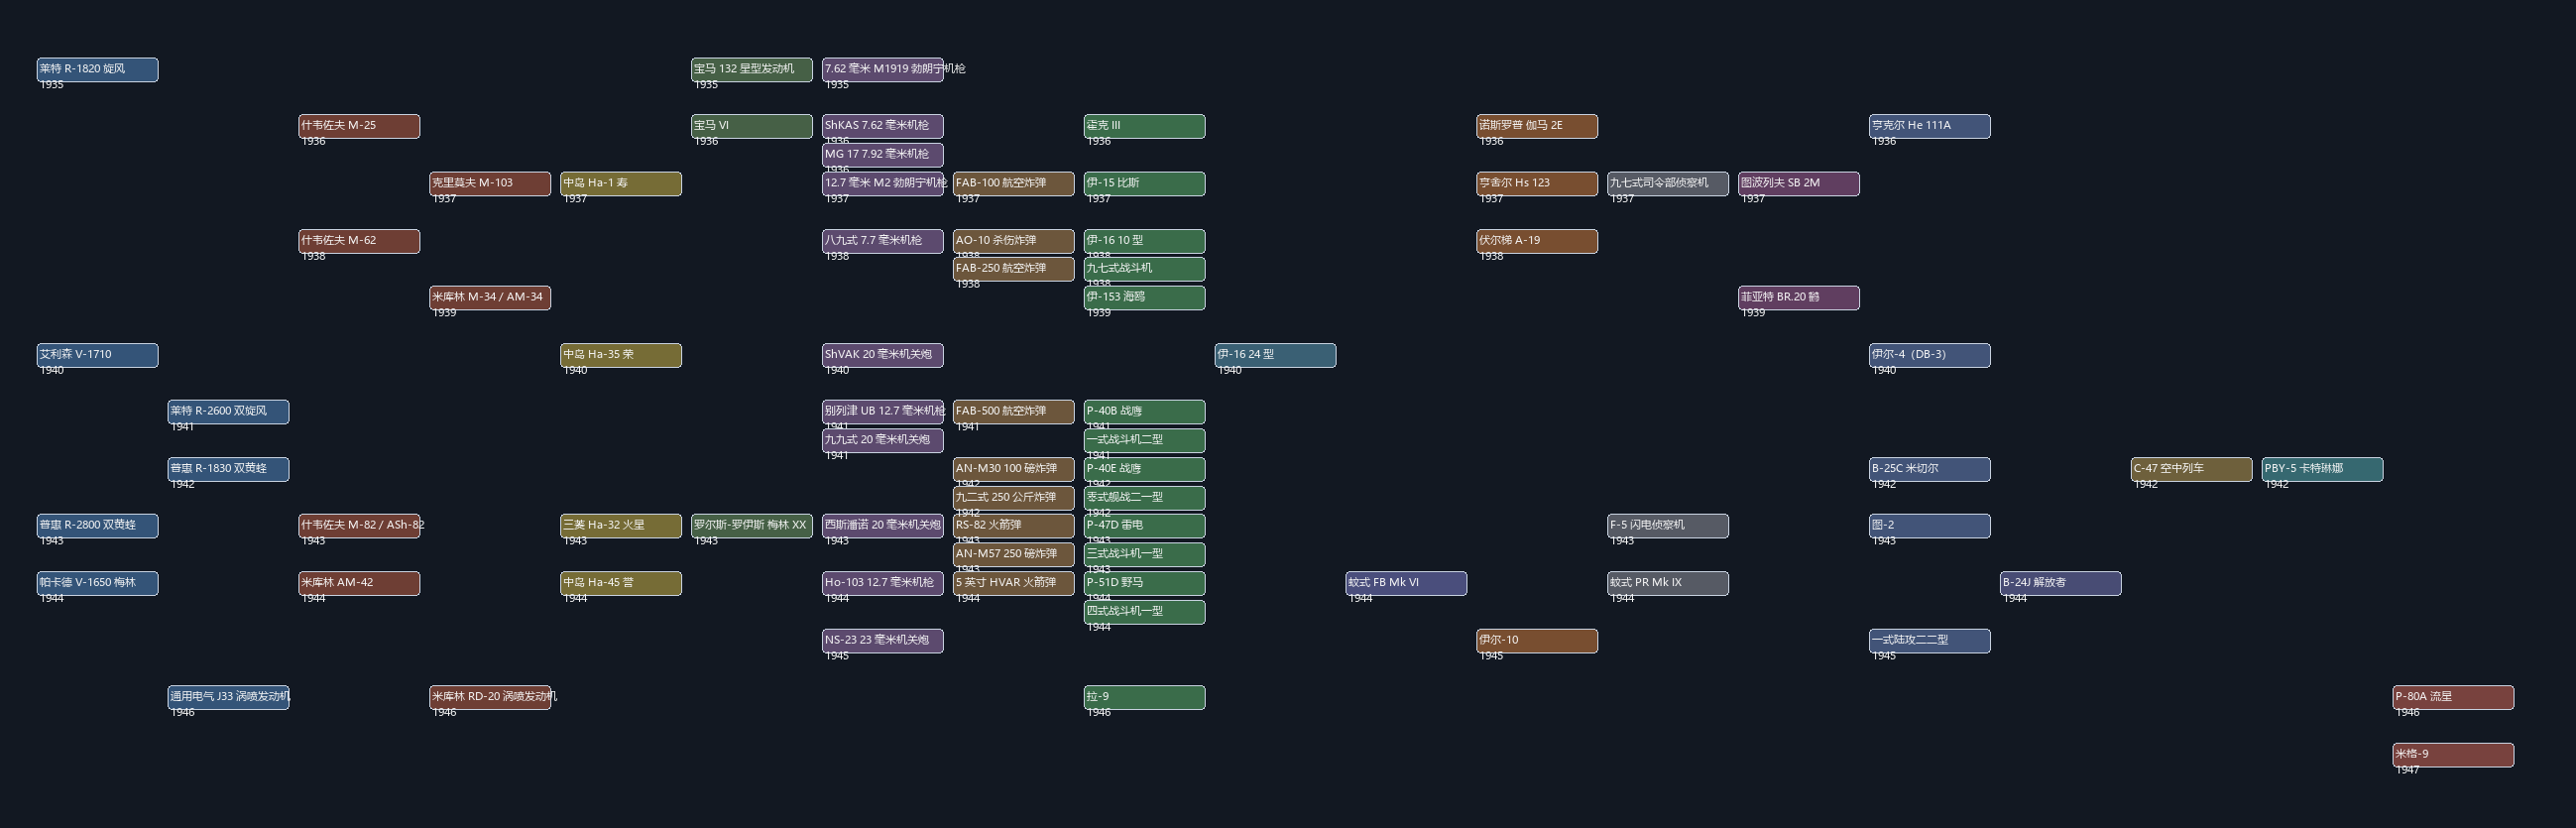 莱特 R-1820 旋风
1935
宝马 132 星型发动机
1935
7.62 毫米 M1919 勃朗宁机枪
1935
什韦佐夫 M-25
1936
宝马 VI
1936
ShKAS 7.62 毫米机枪
1936
霍克 III
1936
诺斯罗普 伽马 2E
1936
亨克尔 He 111A
1936
MG 17 7.92 毫米机枪
1936
克里莫夫 M-103
1937
中岛 Ha-1 寿
1937
12.7 毫米 M2 勃朗宁机枪
1937
FAB-100 航空炸弹
1937
伊-15 比斯
1937
亨舍尔 Hs 123
1937
九七式司令部侦察机
1937
图波列夫 SB 2M
1937
什韦佐夫 M-62
1938
八九式 7.7 毫米机枪
1938
AO-10 杀伤炸弹
1938
伊-16 10 型
1938
伏尔梯 A-19
1938
FAB-250 航空炸弹
1938
九七式战斗机
1938
米库林 M-34 / AM-34
1939
伊-153 海鸥
1939
菲亚特 BR.20 鹳
1939
艾利森 V-1710
1940
中岛 Ha-35 荣
1940
ShVAK 20 毫米机关炮
1940
伊-16 24 型
1940
伊尔-4（DB-3）
1940
莱特 R-2600 双旋风
1941
别列津 UB 12.7 毫米机枪
1941
FAB-500 航空炸弹
1941
P-40B 战鹰
1941
九九式 20 毫米机关炮
1941
一式战斗机二型
1941
普惠 R-1830 双黄蜂
1942
AN-M30 100 磅炸弹
1942
P-40E 战鹰
1942
B-25C 米切尔
1942
C-47 空中列车
1942
PBY-5 卡特琳娜
1942
九二式 250 公斤炸弹
1942
零式舰战二一型
1942
普惠 R-2800 双黄蜂
1943
什韦佐夫 M-82 / ASh-82
1943
三菱 Ha-32 火星
1943
罗尔斯-罗伊斯 梅林 XX
1943
西斯潘诺 20 毫米机关炮
1943
RS-82 火箭弹
1943
P-47D 雷电
1943
F-5 闪电侦察机
1943
图-2
1943
AN-M57 250 磅炸弹
1943
三式战斗机一型
1943
帕卡德 V-1650 梅林
1944
米库林 AM-42
1944
中岛 Ha-45 誉
1944
Ho-103 12.7 毫米机枪
1944
5 英寸 HVAR 火箭弹
1944
P-51D 野马
1944
蚊式 FB Mk VI
1944
蚊式 PR Mk IX
1944
B-24J 解放者
1944
四式战斗机一型
1944
NS-23 23 毫米机关炮
1945
伊尔-10
1945
一式陆攻二二型
1945
通用电气 J33 涡喷发动机
1946
米库林 RD-20 涡喷发动机
1946
拉-9
1946
P-80A 流星
1946
米格-9
1947